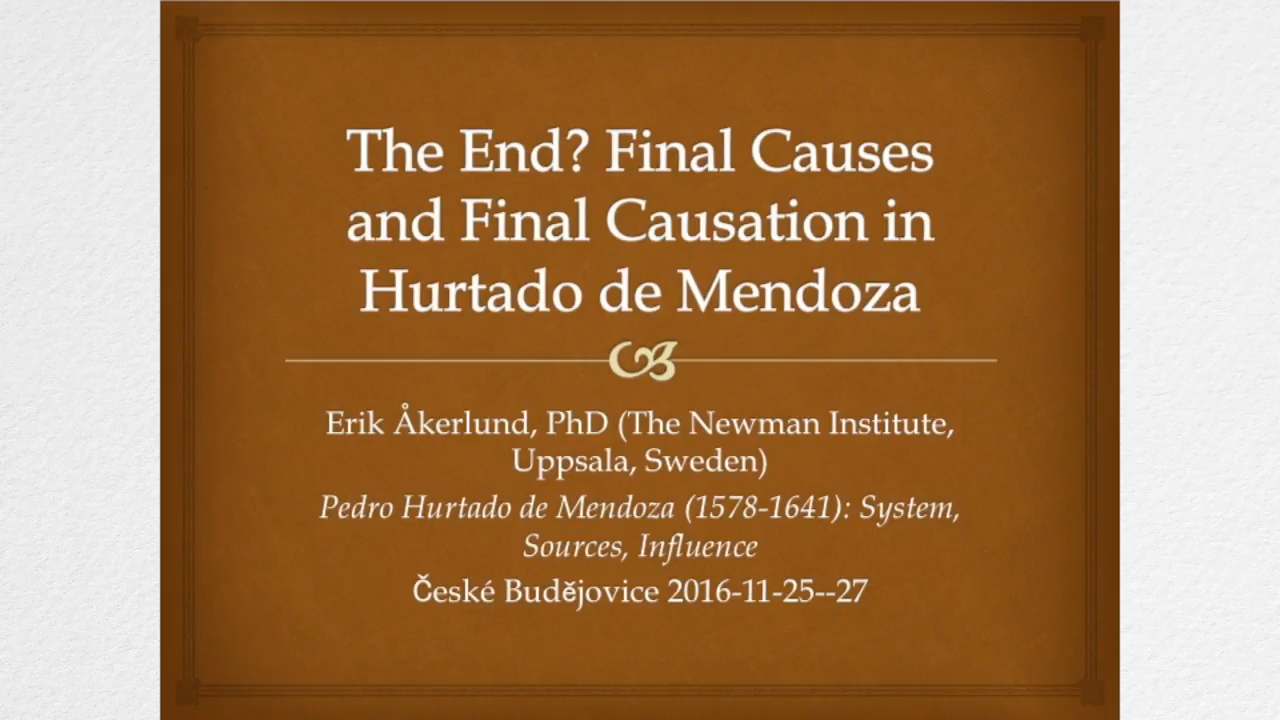 The End? Final Causes
and Final Causation in
Hurtado de Mendoza
Erik Åkerlund, PhD (The Newman Institute,
Uppsala, Sweden)
Pedro Hurtado de Mendoza (1578-1641): System,
Sources, Influence
České Budějovice 2016-11-25--27